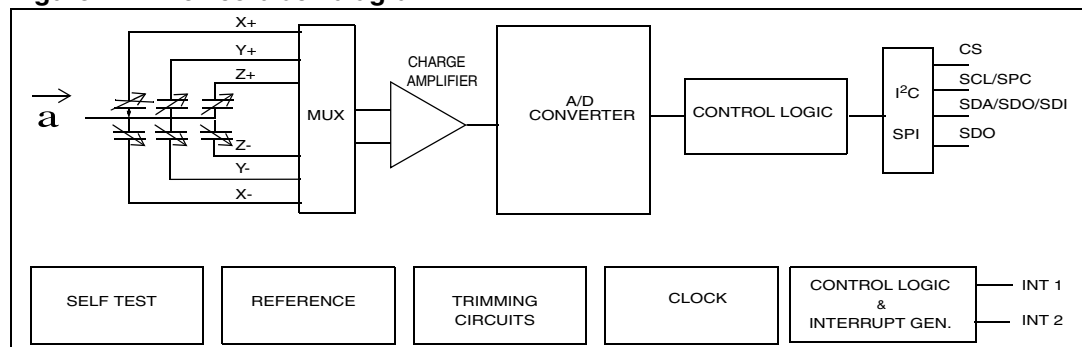 X+
Y+
Z+
a
Z-
Y-
X-
MUX
CHARGE
AMPLIFIER
A/D
CONVERTER
CONTROL LOGIC
I²C
SPI
CS
SCL/SPC
SDA/SDO/SDI
SDO
SELF TEST
REFERENCE
TRIMMING
CIRCUITS
CLOCK
CONTROL LOGIC
&
INTERRUPT GEN.
INT 1
INT 2